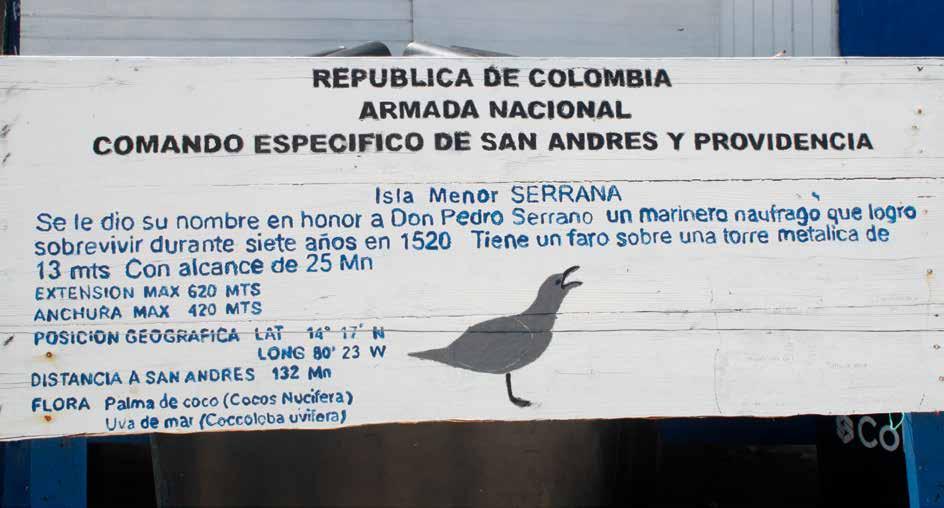 REPUBLICA DE COLOMBIA
ARMADA NACIONAL
COMANDO ESPECIFICO DE SAN ANDRES Y PROVIDENCIA
Isla Menor SERRANA
Se le dio su nombre en honor a Don Pedro Serrano un marinero naufrago que logro
sobrevivir durante siete años en 1520 Tiene un faro sobre una torre metalica de
13 mts Con alcance de 25 Mn
EXTENSION MAX 620 MTS
ANCHURA MAX 420 MTS
POSICION GEOGRAFICA LAT 14° 17' N
LONG 80' 23 W
DISTANCIA A SAN ANDRES 132 Mn
FLORA Palma de coco (Cocos Nucifera)
Uva de mar (Coccoloba uvifera)